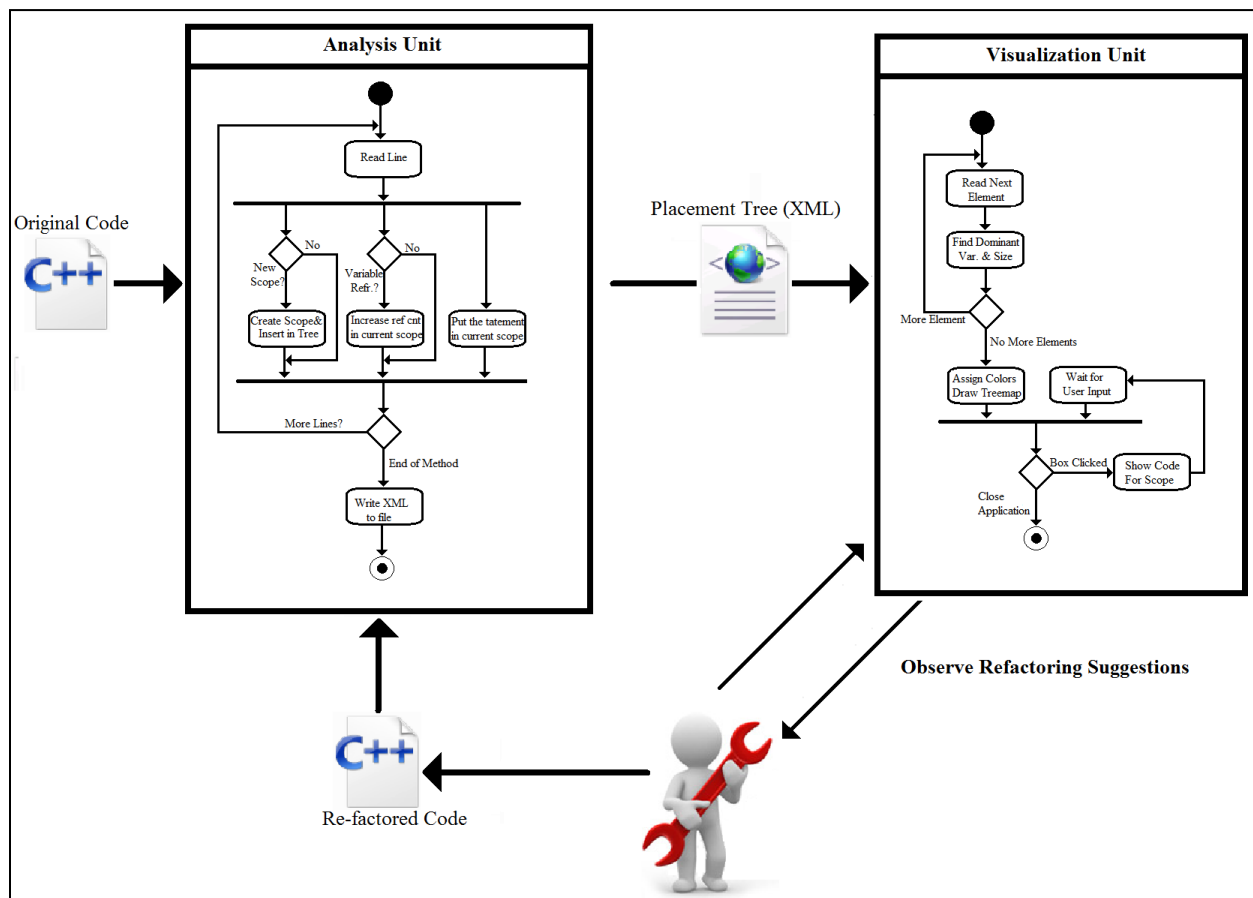 Analysis Unit
Read Line
No
New
Scope?
No
Variable
Refr.?
Create Scope&
Insert in Tree
Increase ref cnt
in current scope
Put the tatement
in current scope
More Lines?
End of Method
Write XML
to file
Original Code
C++
Placement Tree (XML)
Visualization Unit
Read Next
Element
Find Dominant
Var. & Size
More Element
No More Elements
Assign Colors
Draw Treemap
Wait for
User Input
Box Clicked
Show Code
For Scope
Close
Application
Observe Refactoring Suggestions
C++
Re-factored Code